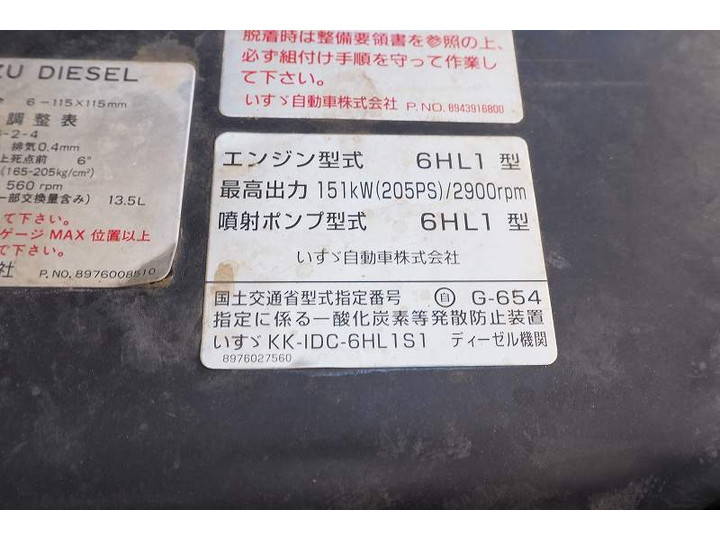 ZU DIESEL
6-115×115mm
調整表
-2-4
排気0.4mm
上死点前 6°
(165-205kg/cm²)
560 rpm
一部交換量含み) 13.5L
て下さい。
ゲージMAX位置以上
で下さい。
社 P.NO.8976008510
脱着時は整備要領書を参照の上、
必ず組付け手順を守って作業し
て下さい。
いすゞ自動車株式会社 P.NO.8943916800
エンジン型式 6HL1 型
最高出力 151kW(205PS)/2900rpm
噴射ポンプ型式 6HL1 型
いすゞ自動車株式会社
国土交通省型式指定番号 ㊀自 G-654
指定に係る一酸化炭素等発散防止装置
いすゞ KK-IDC-6HL1S1 ディーゼル機関
8976027560